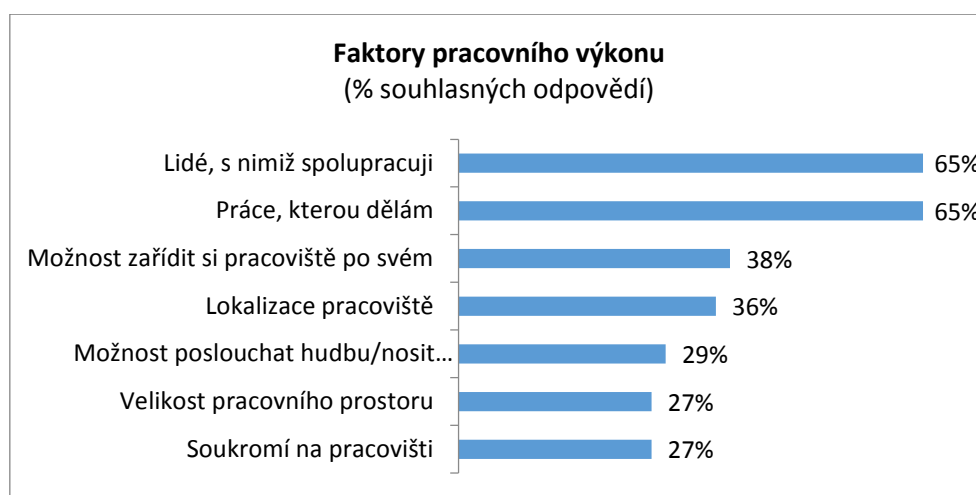 Faktory pracovního výkonu
(% souhlasných odpovědí)
Lidé, s nimiž spolupracuji 65%
Práce, kterou dělám 65%
Možnost zařídit si pracoviště po svém 38%
Lokalizace pracoviště 36%
Možnost poslouchat hudbu/nosit... 29%
Velikost pracovního prostoru 27%
Soukromí na pracovišti 27%